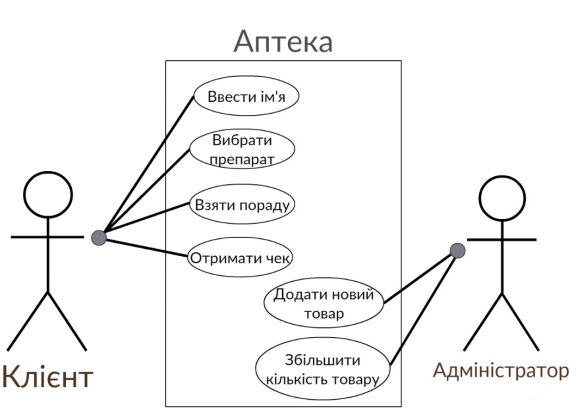 Аптека
Ввести ім'я
Вибрати
препарат
Взяти пораду
Отримати чек
Додати новий
товар
Збільшити
кількість товару
Клієнт
Адміністратор